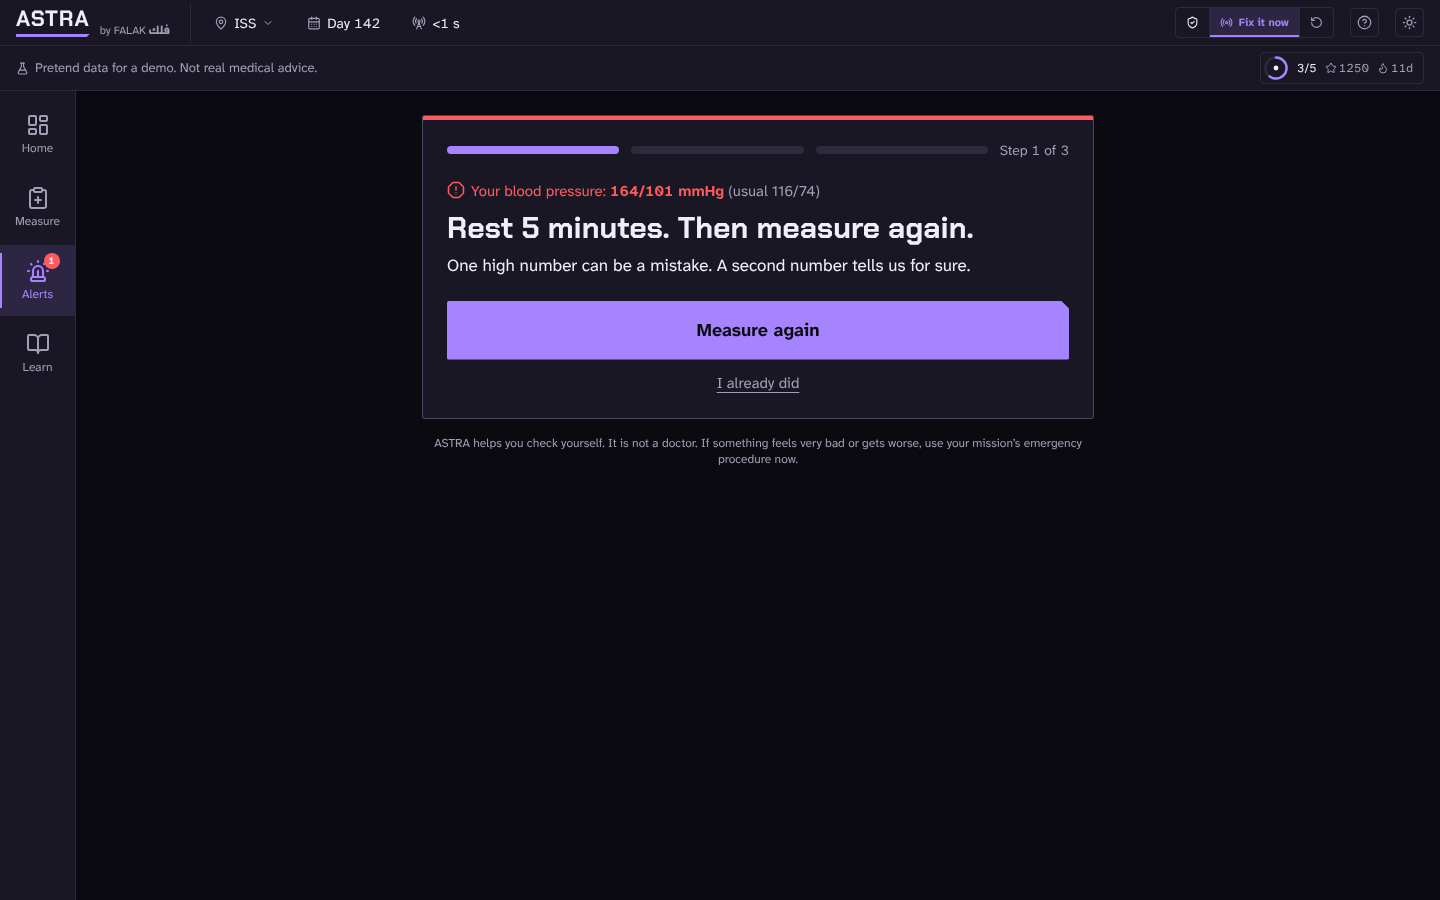 ASTRA by FALAK فلك
ISS
Day 142
<1 s
Fix it now
Pretend data for a demo. Not real medical advice.
3/5 1250 11d
Home
Measure
1
Alerts
Learn
Step 1 of 3
Your blood pressure: 164/101 mmHg (usual 116/74)
Rest 5 minutes. Then measure again.
One high number can be a mistake. A second number tells us for sure.
Measure again
I already did
ASTRA helps you check yourself. It is not a doctor. If something feels very bad or gets worse, use your mission's emergency
procedure now.